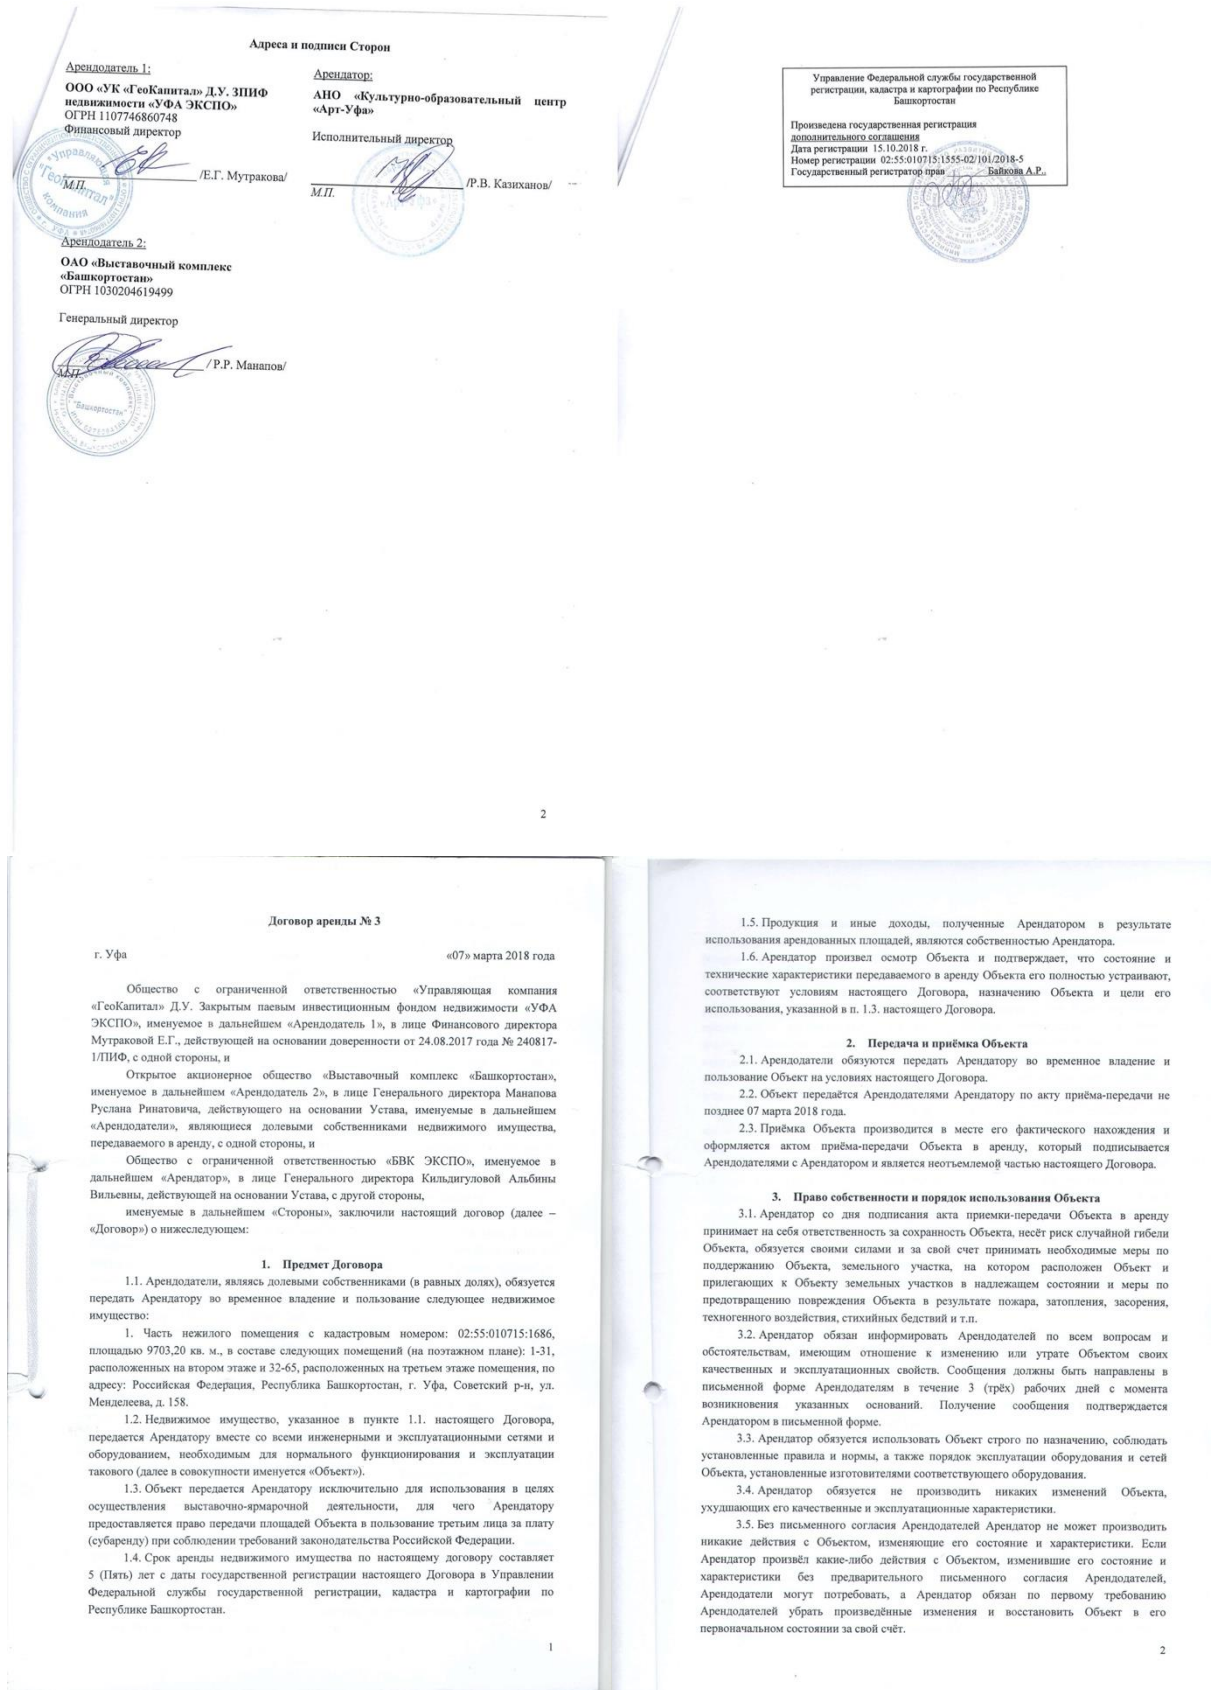 Адреса и подписи Сторон
Арендодатель 1:
ООО «УК «ГеоКапитал» Д.У. ЗПИФ
недвижимости «УФА ЭКСПО»
ОГРН 1107746860748
Финансовый директор
/Е.Г. Мутракова/
М.П.
"Управляющая
"ГеоКапитал"
компания
Арендатор:
АНО «Культурно-образовательный центр
«Арт-Уфа»
Исполнительный директор
/Р.В. Казиханов/
М.П.
«Арт-Уфа»
Арендодатель 2:
ОАО «Выставочный комплекс
«Башкортостан»
ОГРН 1030204619499
Генеральный директор
/ Р.Р. Манапов/
М.П.
"Башкортостан"
2
Управление Федеральной службы государственной
регистрации, кадастра и картографии по Республике
Башкортостан
Произведена государственная регистрация
дополнительного соглашения
Дата регистрации 15.10.2018 г.
Номер регистрации 02:55:010715:1555-02/101/2018-5
Государственный регистратор прав Байкова А.Р..
Договор аренды № 3
г. Уфа «07» марта 2018 года
Общество с ограниченной ответственностью «Управляющая компания
«ГеоКапитал» Д.У. Закрытым паевым инвестиционным фондом недвижимости «УФА
ЭКСПО», именуемое в дальнейшем «Арендодатель 1», в лице Финансового директора
Мутраковой Е.Г., действующей на основании доверенности от 24.08.2017 года № 240817-
1/ПИФ, с одной стороны, и
Открытое акционерное общество «Выставочный комплекс «Башкортостан»,
именуемое в дальнейшем «Арендодатель 2», в лице Генерального директора Манапова
Руслана Ринатовича, действующего на основании Устава, именуемые в дальнейшем
«Арендодатели», являющиеся долевыми собственниками недвижимого имущества,
передаваемого в аренду, с одной стороны, и
Общество с ограниченной ответственностью «БВК ЭКСПО», именуемое в
дальнейшем «Арендатор», в лице Генерального директора Кильдигуловой Альбины
Вильевны, действующей на основании Устава, с другой стороны,
именуемые в дальнейшем «Стороны», заключили настоящий договор (далее –
«Договор») о нижеследующем:
1. Предмет Договора
1.1. Арендодатели, являясь долевыми собственниками (в равных долях), обязуется
передать Арендатору во временное владение и пользование следующее недвижимое
имущество:
1. Часть нежилого помещения с кадастровым номером: 02:55:010715:1686,
площадью 9703,20 кв. м., в составе следующих помещений (на поэтажном плане): 1-31,
расположенных на втором этаже и 32-65, расположенных на третьем этаже помещения, по
адресу: Российская Федерация, Республика Башкортостан, г. Уфа, Советский р-н, ул.
Менделеева, д. 158.
1.2. Недвижимое имущество, указанное в пункте 1.1. настоящего Договора,
передается Арендатору вместе со всеми инженерными и эксплуатационными сетями и
оборудованием, необходимым для нормального функционирования и эксплуатации
такового (далее в совокупности именуется «Объект»).
1.3. Объект передается Арендатору исключительно для использования в целях
осуществления выставочно-ярмарочной деятельности, для чего Арендатору
предоставляется право передачи площадей Объекта в пользование третьим лица за плату
(субаренду) при соблюдении требований законодательства Российской Федерации.
1.4. Срок аренды недвижимого имущества по настоящему договору составляет
5 (Пять) лет с даты государственной регистрации настоящего Договора в Управлении
Федеральной службы государственной регистрации, кадастра и картографии по
Республике Башкортостан.
1
1.5. Продукция и иные доходы, полученные Арендатором в результате
использования арендованных площадей, являются собственностью Арендатора.
1.6. Арендатор произвел осмотр Объекта и подтверждает, что состояние и
технические характеристики передаваемого в аренду Объекта его полностью устраивают,
соответствуют условиям настоящего Договора, назначению Объекта и цели его
использования, указанной в п. 1.3. настоящего Договора.
2. Передача и приёмка Объекта
2.1. Арендодатели обязуются передать Арендатору во временное владение и
пользование Объект на условиях настоящего Договора.
2.2. Объект передаётся Арендодателями Арендатору по акту приёма-передачи не
позднее 07 марта 2018 года.
2.3. Приёмка Объекта производится в месте его фактического нахождения и
оформляется актом приёма-передачи Объекта в аренду, который подписывается
Арендодателями с Арендатором и является неотъемлемой частью настоящего Договора.
3. Право собственности и порядок использования Объекта
3.1. Арендатор со дня подписания акта приемки-передачи Объекта в аренду
принимает на себя ответственность за сохранность Объекта, несёт риск случайной гибели
Объекта, обязуется своими силами и за свой счет принимать необходимые меры по
поддержанию Объекта, земельного участка, на котором расположен Объект и
прилегающих к Объекту земельных участков в надлежащем состоянии и меры по
предотвращению повреждения Объекта в результате пожара, затопления, засорения,
техногенного воздействия, стихийных бедствий и т.п.
3.2. Арендатор обязан информировать Арендодателей по всем вопросам и
обстоятельствам, имеющим отношение к изменению или утрате Объектом своих
качественных и эксплуатационных свойств. Сообщения должны быть направлены в
письменной форме Арендодателям в течение 3 (трёх) рабочих дней с момента
возникновения указанных оснований. Получение сообщения подтверждается
Арендатором в письменной форме.
3.3. Арендатор обязуется использовать Объект строго по назначению, соблюдать
установленные правила и нормы, а также порядок эксплуатации оборудования и сетей
Объекта, установленные изготовителями соответствующего оборудования.
3.4. Арендатор обязуется не производить никаких изменений Объекта,
ухудшающих его качественные и эксплуатационные характеристики.
3.5. Без письменного согласия Арендодателей Арендатор не может производить
никакие действия с Объектом, изменяющие его состояние и характеристики. Если
Арендатор произвёл какие-либо действия с Объектом, изменившие его состояние и
характеристики без предварительного письменного согласия Арендодателей,
Арендодатели могут потребовать, а Арендатор обязан по первому требованию
Арендодателей убрать произведённые изменения и восстановить Объект в его
первоначальном состоянии за свой счёт.
2